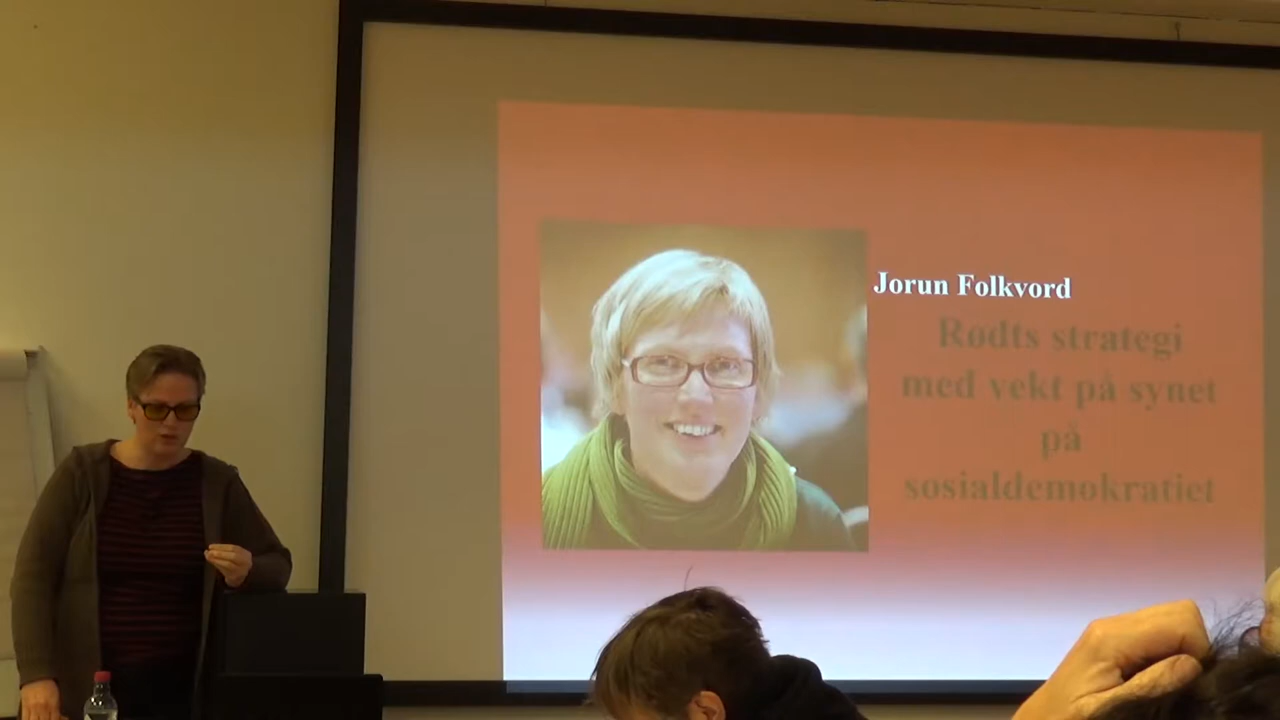 Jorun Folkvord
Rødts strategi
med vekt på synet
på
sosialdemokratiet